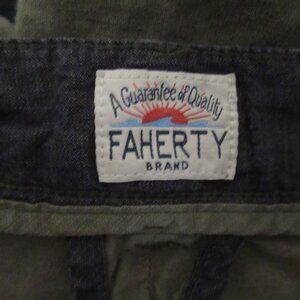 A Guarantee of Quality
FAHERTY
BRAND